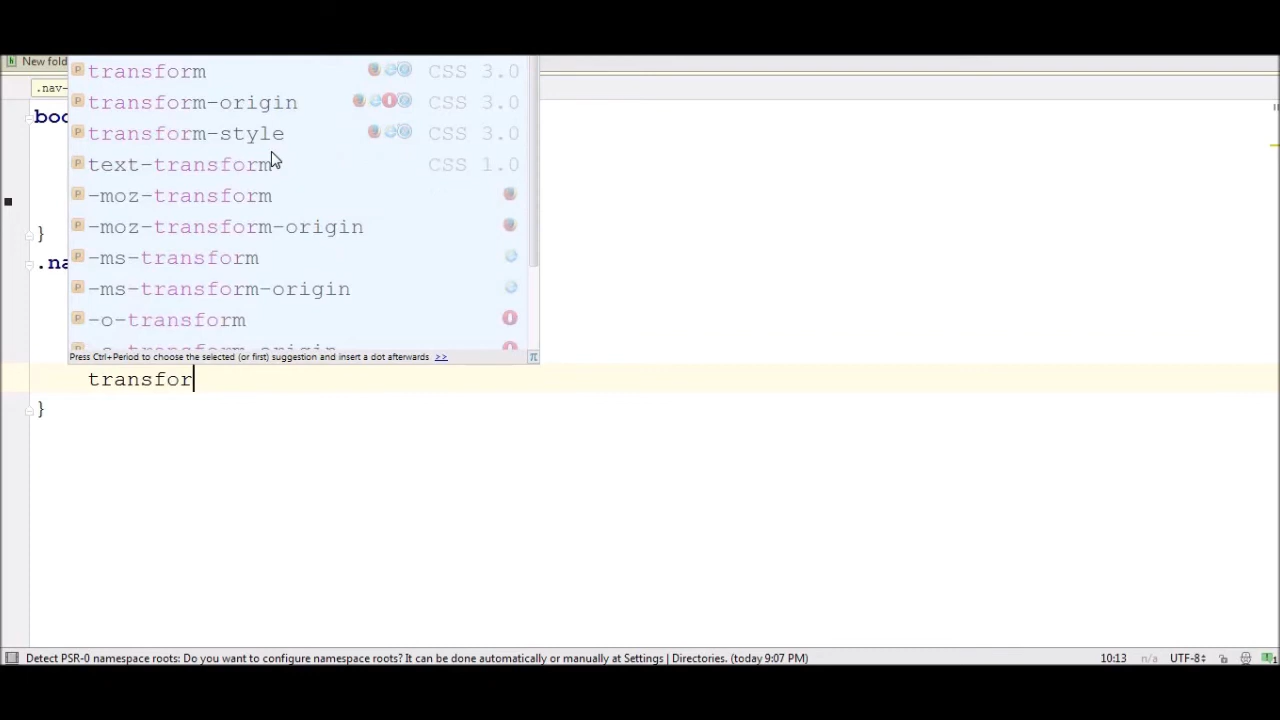 New fold
transform CSS 3.0
.nav-
transform-origin CSS 3.0
boo
transform-style CSS 3.0
text-transform CSS 1.0
-moz-transform
-moz-transform-origin
}
-ms-transform
.na
-ms-transform-origin
-o-transform
-o-transform-origin
Press Ctrl+Period to choose the selected (or first) suggestion and insert a dot afterwards >> π
transfor
}
Detect PSR-0 namespace roots: Do you want to configure namespace roots? It can be done automatically or manually at Settings | Directories. (today 9:07 PM) 10:13 n/a UTF-8 1